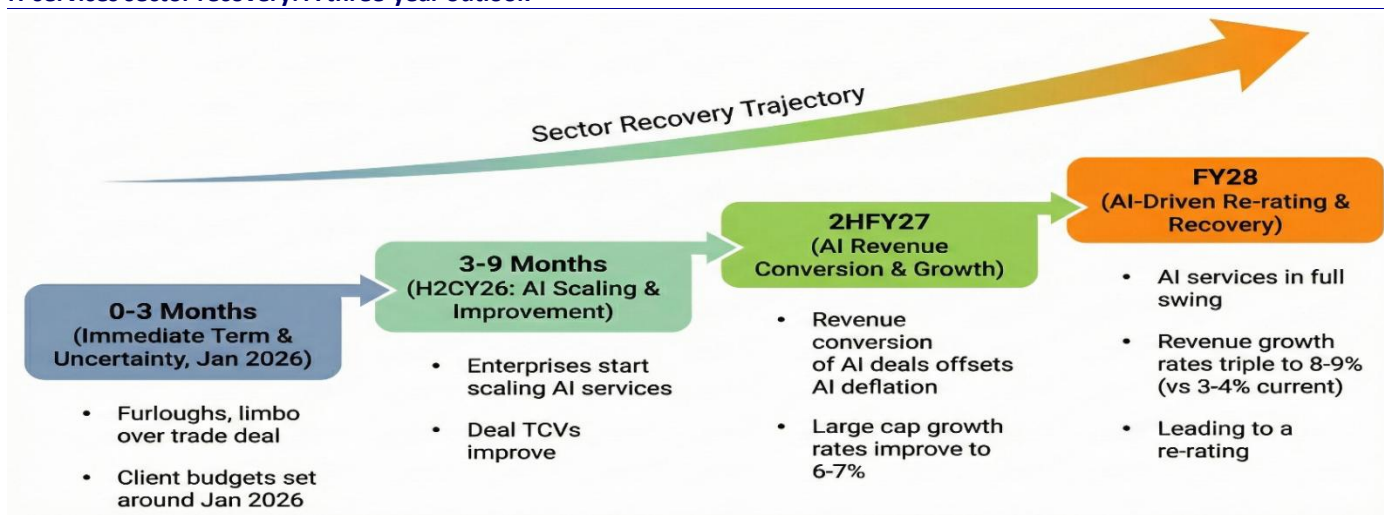 Sector Recovery Trajectory
0-3 Months
(Immediate Term &
Uncertainty, Jan 2026)
• Furloughs, limbo
over trade deal
• Client budgets set
around Jan 2026
3-9 Months
(H2CY26: AI Scaling &
Improvement)
• Enterprises start
scaling AI services
• Deal TCVs
improve
2HFY27
(AI Revenue
Conversion & Growth)
• Revenue
conversion
of AI deals offsets
AI deflation
• Large cap growth
rates improve to
6-7%
FY28
(AI-Driven Re-rating &
Recovery)
• AI services in full
swing
• Revenue growth
rates triple to 8-9%
(vs 3-4% current)
• Leading to a
re-rating